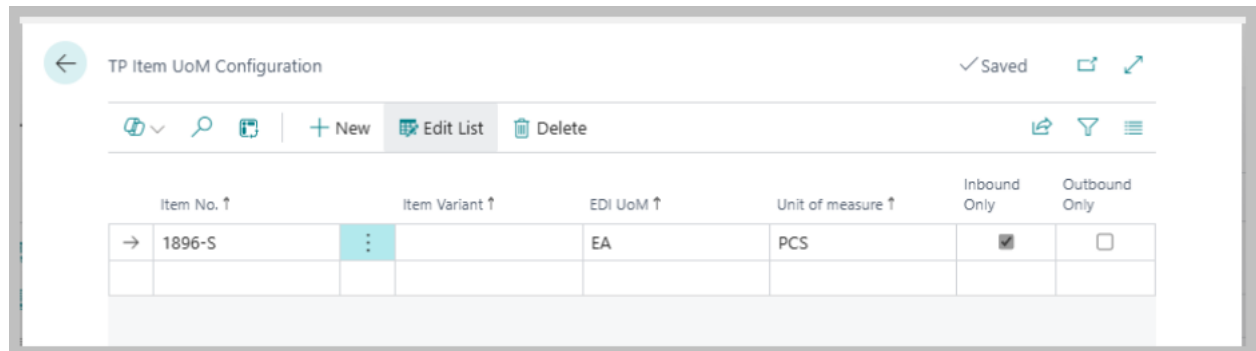 TP Item UoM Configuration
Saved
New
Edit List
Delete
Item No. ↑
Item Variant ↑
EDI UoM ↑
Unit of measure ↑
Inbound
Only
Outbound
Only
1896-S
EA
PCS